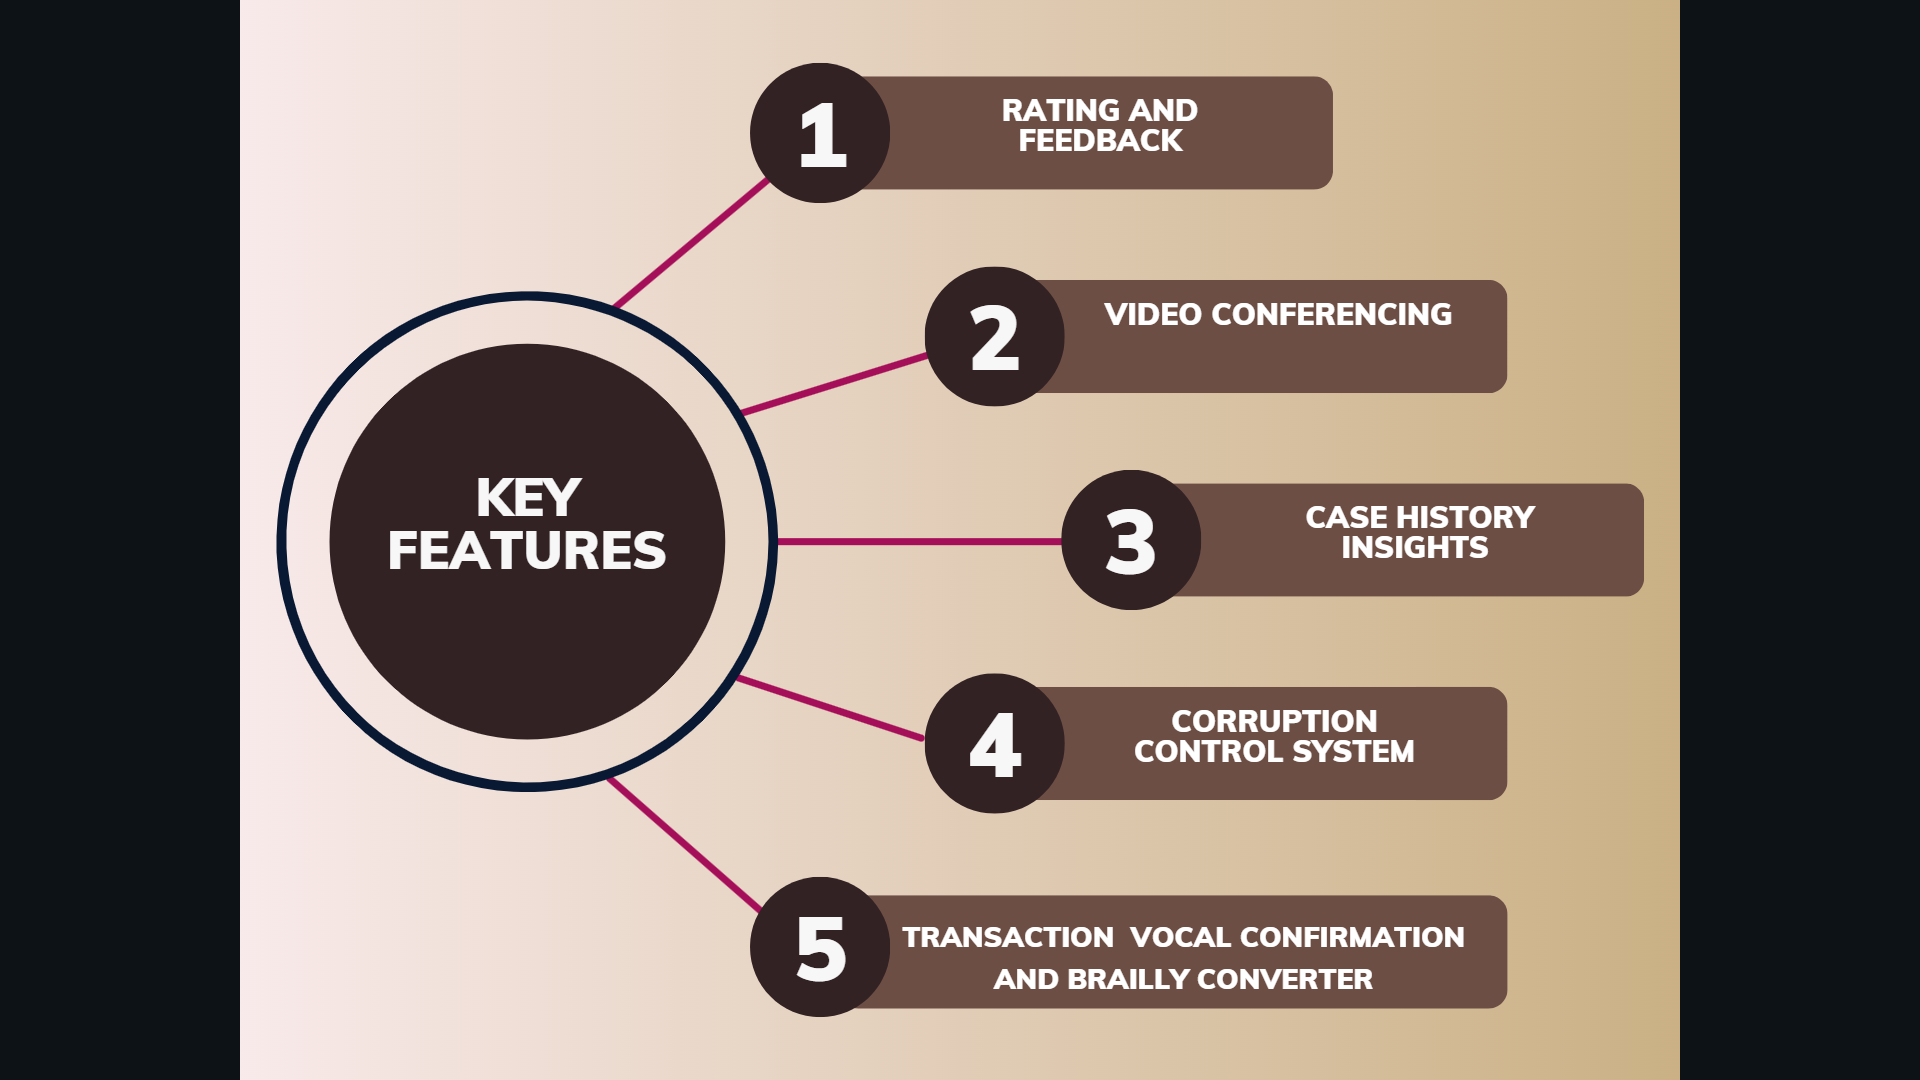 KEY
FEATURES
1
RATING AND
FEEDBACK
2
VIDEO CONFERENCING
3
CASE HISTORY
INSIGHTS
4
CORRUPTION
CONTROL SYSTEM
5
TRANSACTION VOCAL CONFIRMATION
AND BRAILLY CONVERTER